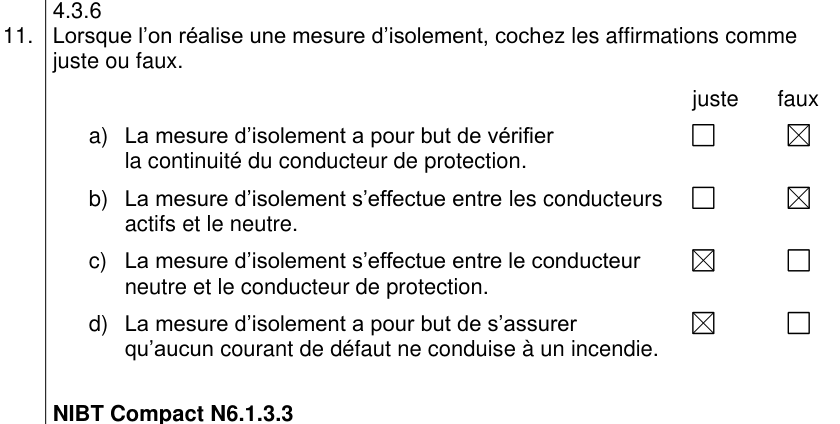 4.3.6
11. Lorsque l'on réalise une mesure d'isolement, cochez les affirmations comme
juste ou faux.
juste faux
a) La mesure d'isolement a pour but de vérifier
la continuité du conducteur de protection.
b) La mesure d'isolement s'effectue entre les conducteurs
actifs et le neutre.
c) La mesure d'isolement s'effectue entre le conducteur
neutre et le conducteur de protection.
d) La mesure d'isolement a pour but de s'assurer
qu'aucun courant de défaut ne conduise à un incendie.
NIBT Compact N6.1.3.3